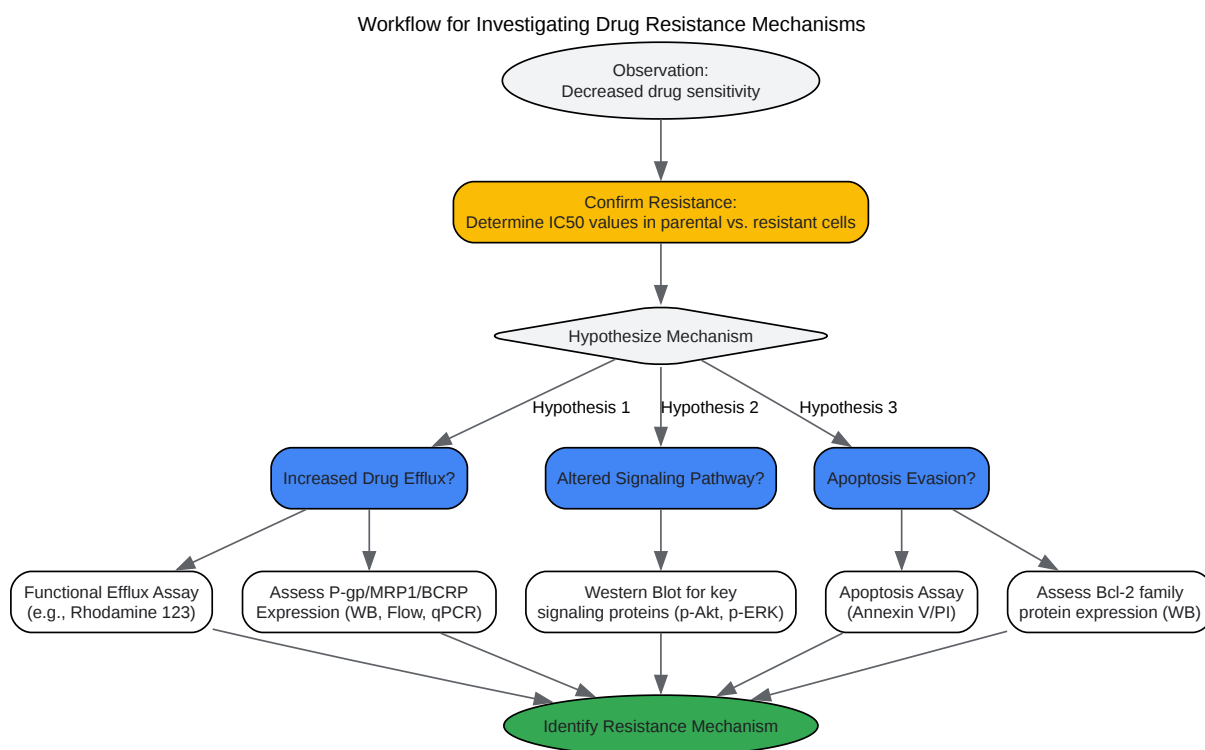 Workflow for Investigating Drug Resistance Mechanisms
Observation:
Decreased drug sensitivity
Confirm Resistance:
Determine IC50 values in parental vs. resistant cells
Hypothesize Mechanism
Hypothesis 1
Hypothesis 2
Hypothesis 3
Increased Drug Efflux?
Altered Signaling Pathway?
Apoptosis Evasion?
Functional Efflux Assay
(e.g., Rhodamine 123)
Assess P-gp/MRP1/BCRP
Expression (WB, Flow, qPCR)
Western Blot for key
signaling proteins (p-Akt, p-ERK)
Apoptosis Assay
(Annexin V/PI)
Assess Bcl-2 family
protein expression (WB)
Identify Resistance Mechanism